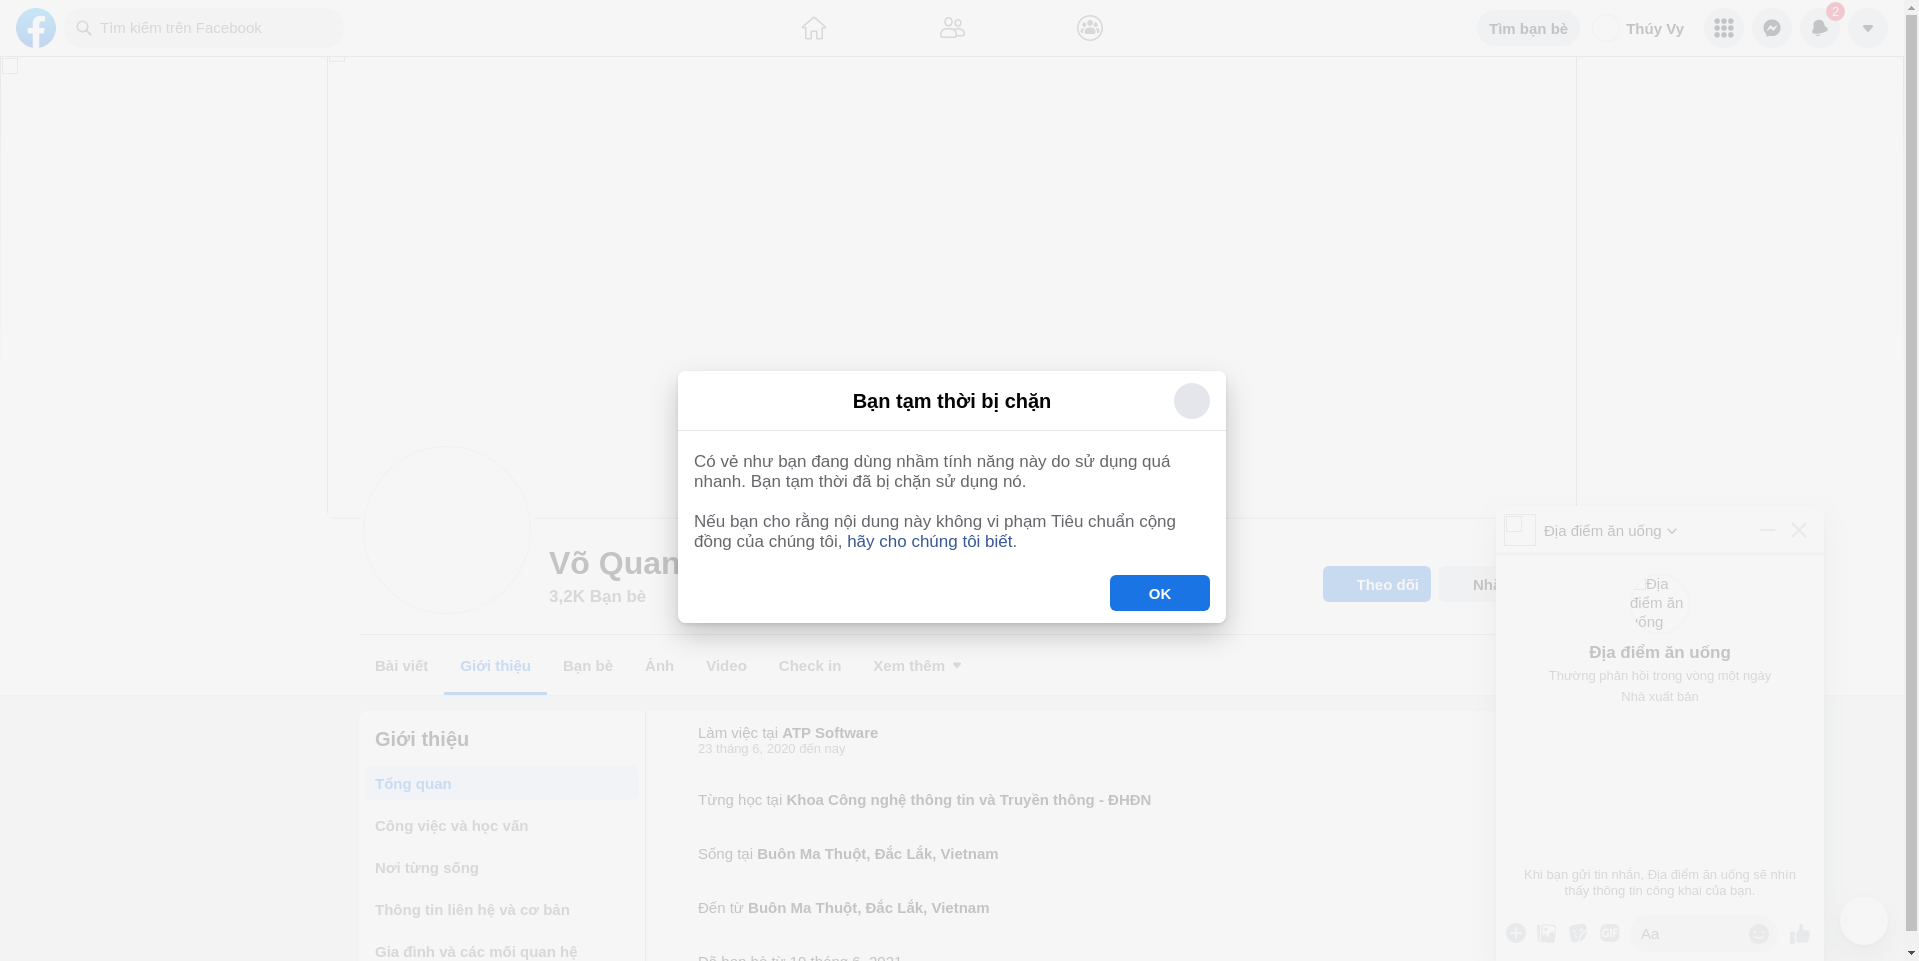 Tìm kiếm trên Facebook
Tìm bạn bè
Thúy Vy
2
Bạn tạm thời bị chặn
Có vẻ như bạn đang dùng nhầm tính năng này do sử dụng quá
nhanh. Bạn tạm thời đã bị chặn sử dụng nó.
Nếu bạn cho rằng nội dung này không vi phạm Tiêu chuẩn cộng
đồng của chúng tôi, hãy cho chúng tôi biết.
OK
Võ Quan
3,2K Bạn bè
Theo dõi
Bài viết
Giới thiệu
Bạn bè
Ảnh
Video
Check in
Xem thêm
Giới thiệu
Tổng quan
Công việc và học vấn
Nơi từng sống
Thông tin liên hệ và cơ bản
Gia đình và các mối quan hệ
Làm việc tại ATP Software
23 tháng 6, 2020 đến nay
Từng học tại Khoa Công nghệ thông tin và Truyền thông - ĐHĐN
Sống tại Buôn Ma Thuột, Đắc Lắk, Vietnam
Đến từ Buôn Ma Thuột, Đắc Lắk, Vietnam
Địa điểm ăn uống
Địa
điểm ăn
uống
Địa điểm ăn uống
Thường phản hồi trong vòng một ngày
Nhà xuất bản
Khi bạn gửi tin nhắn, Địa điểm ăn uống sẽ nhìn
thấy thông tin công khai của bạn.
GIF
Aa